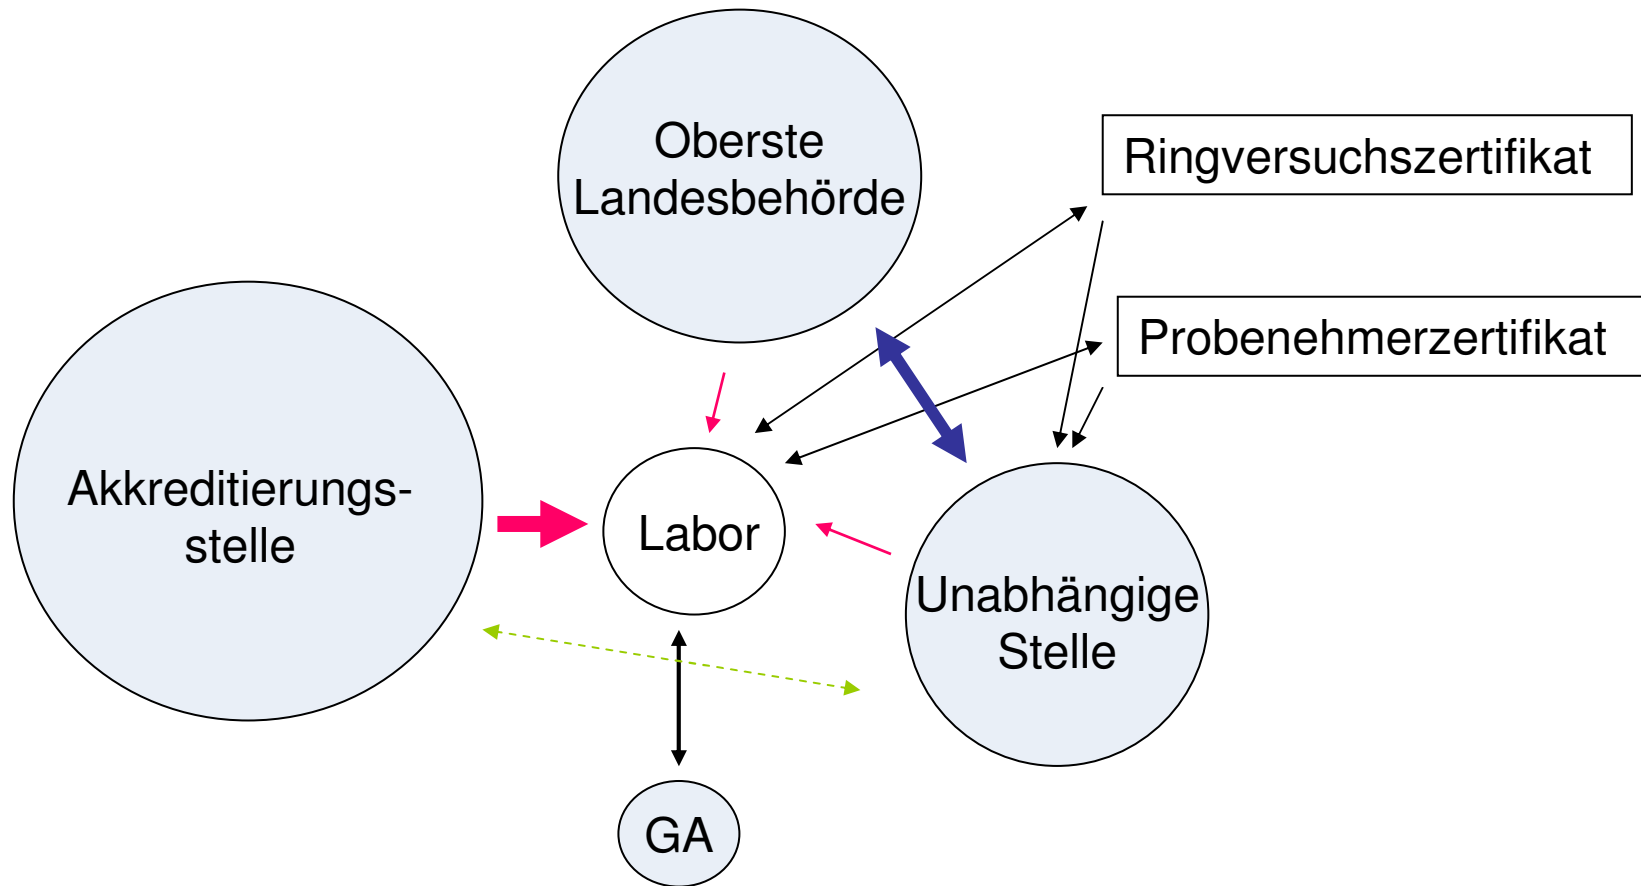 Oberste
Landesbehörde
Ringversuchszertifikat
Probenehmerzertifikat
Akkreditierungs-
stelle
Labor
Unabhängige
Stelle
GA